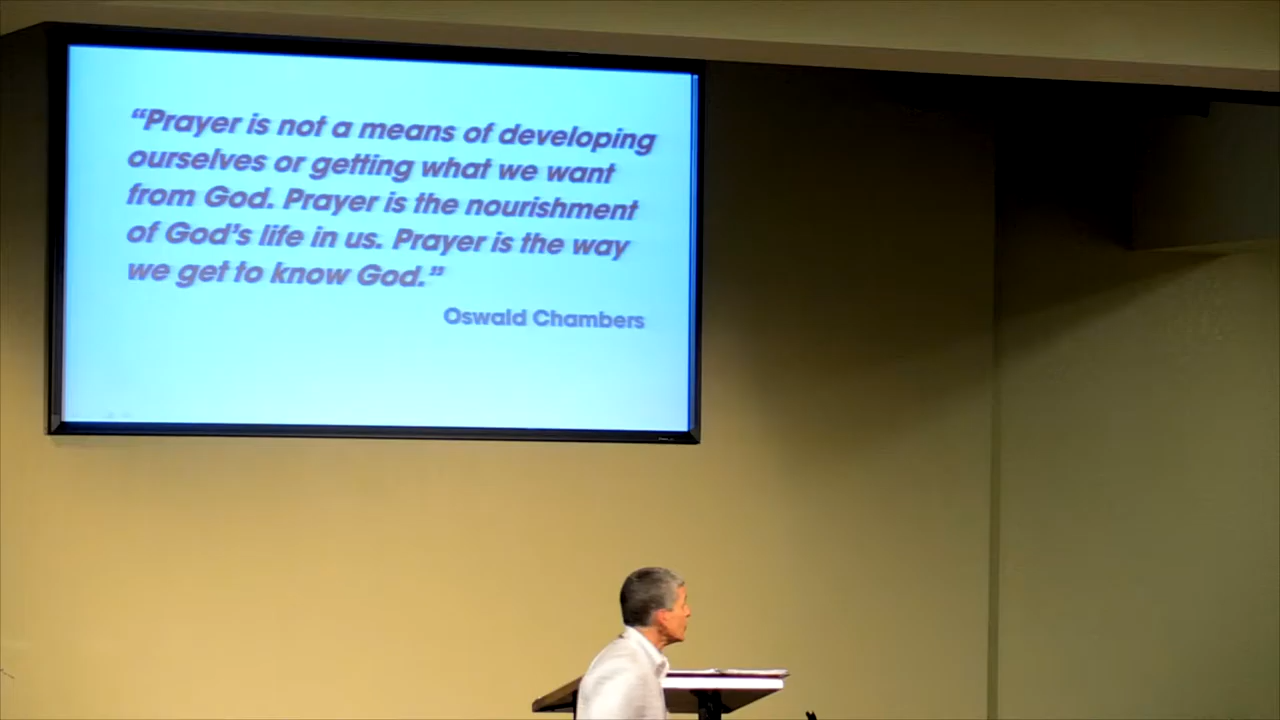 “Prayer is not a means of developing
ourselves or getting what we want
from God. Prayer is the nourishment
of God’s life in us. Prayer is the way
we get to know God.”
Oswald Chambers